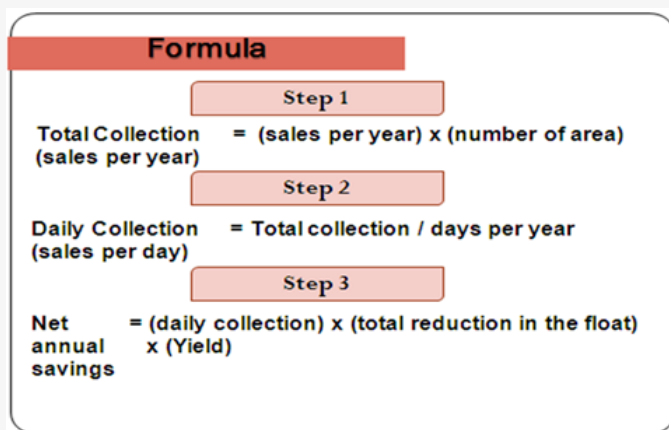 Formula
Step 1
Total Collection = (sales per year) x (number of area)
(sales per year)
Step 2
Daily Collection = Total collection / days per year
(sales per day)
Step 3
Net = (daily collection) x (total reduction in the float)
annual x (Yield)
savings